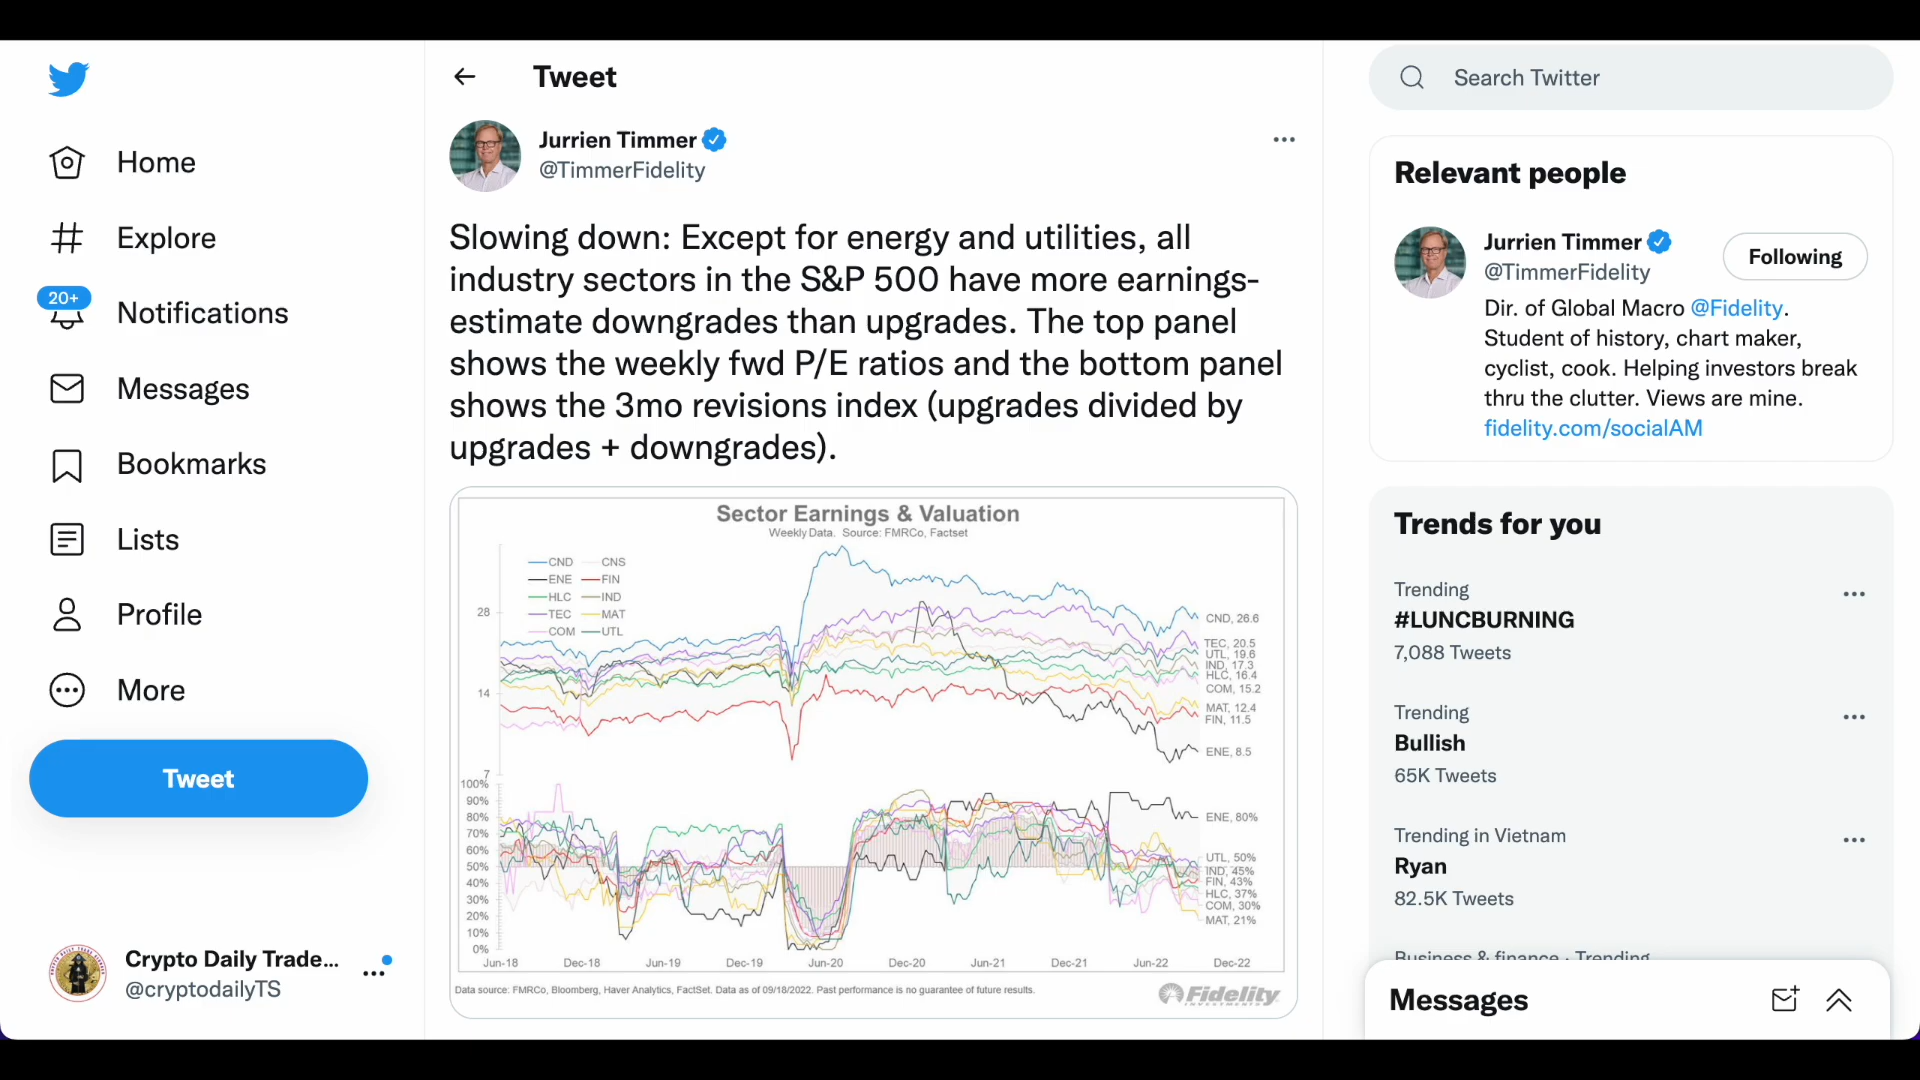 Home
Explore
20+
Notifications
Messages
Bookmarks
Lists
Profile
More
Tweet
Crypto Daily Trade...
@cryptodailyTS
Tweet
Jurrien Timmer
@TimmerFidelity
Slowing down: Except for energy and utilities, all
industry sectors in the S&P 500 have more earnings-
estimate downgrades than upgrades. The top panel
shows the weekly fwd P/E ratios and the bottom panel
shows the 3mo revisions index (upgrades divided by
upgrades + downgrades).
Sector Earnings & Valuation
Weekly Data. Source: FMRCo, Factset
CND CNS
ENE FIN
HLC IND
TEC MAT
COM UTL
28
14
7
CND, 26.6
TEC, 20.5
UTL, 19.6
IND, 17.3
HLC, 16.4
COM, 15.2
MAT, 12.4
FIN, 11.5
ENE, 8.5
100%
90%
80%
70%
60%
50%
40%
30%
20%
10%
0%
ENE, 80%
UTL, 50%
IND, 45%
FIN, 43%
HLC, 37%
COM, 30%
MAT, 21%
Jun-18 Dec-18 Jun-19 Dec-19 Jun-20 Dec-20 Jun-21 Dec-21 Jun-22 Dec-22
Data source: FMRCo, Bloomberg, Haver Analytics, FactSet. Data as of 09/18/2022. Past performance is no guarantee of future results.
Fidelity
INVESTMENTS
Search Twitter
Relevant people
Jurrien Timmer
@TimmerFidelity
Following
Dir. of Global Macro @Fidelity.
Student of history, chart maker,
cyclist, cook. Helping investors break
thru the clutter. Views are mine.
fidelity.com/socialAM
Trends for you
Trending
#LUNCBURNING
7,088 Tweets
Trending
Bullish
65K Tweets
Trending in Vietnam
Ryan
82.5K Tweets
Business & finance · Trending
Messages